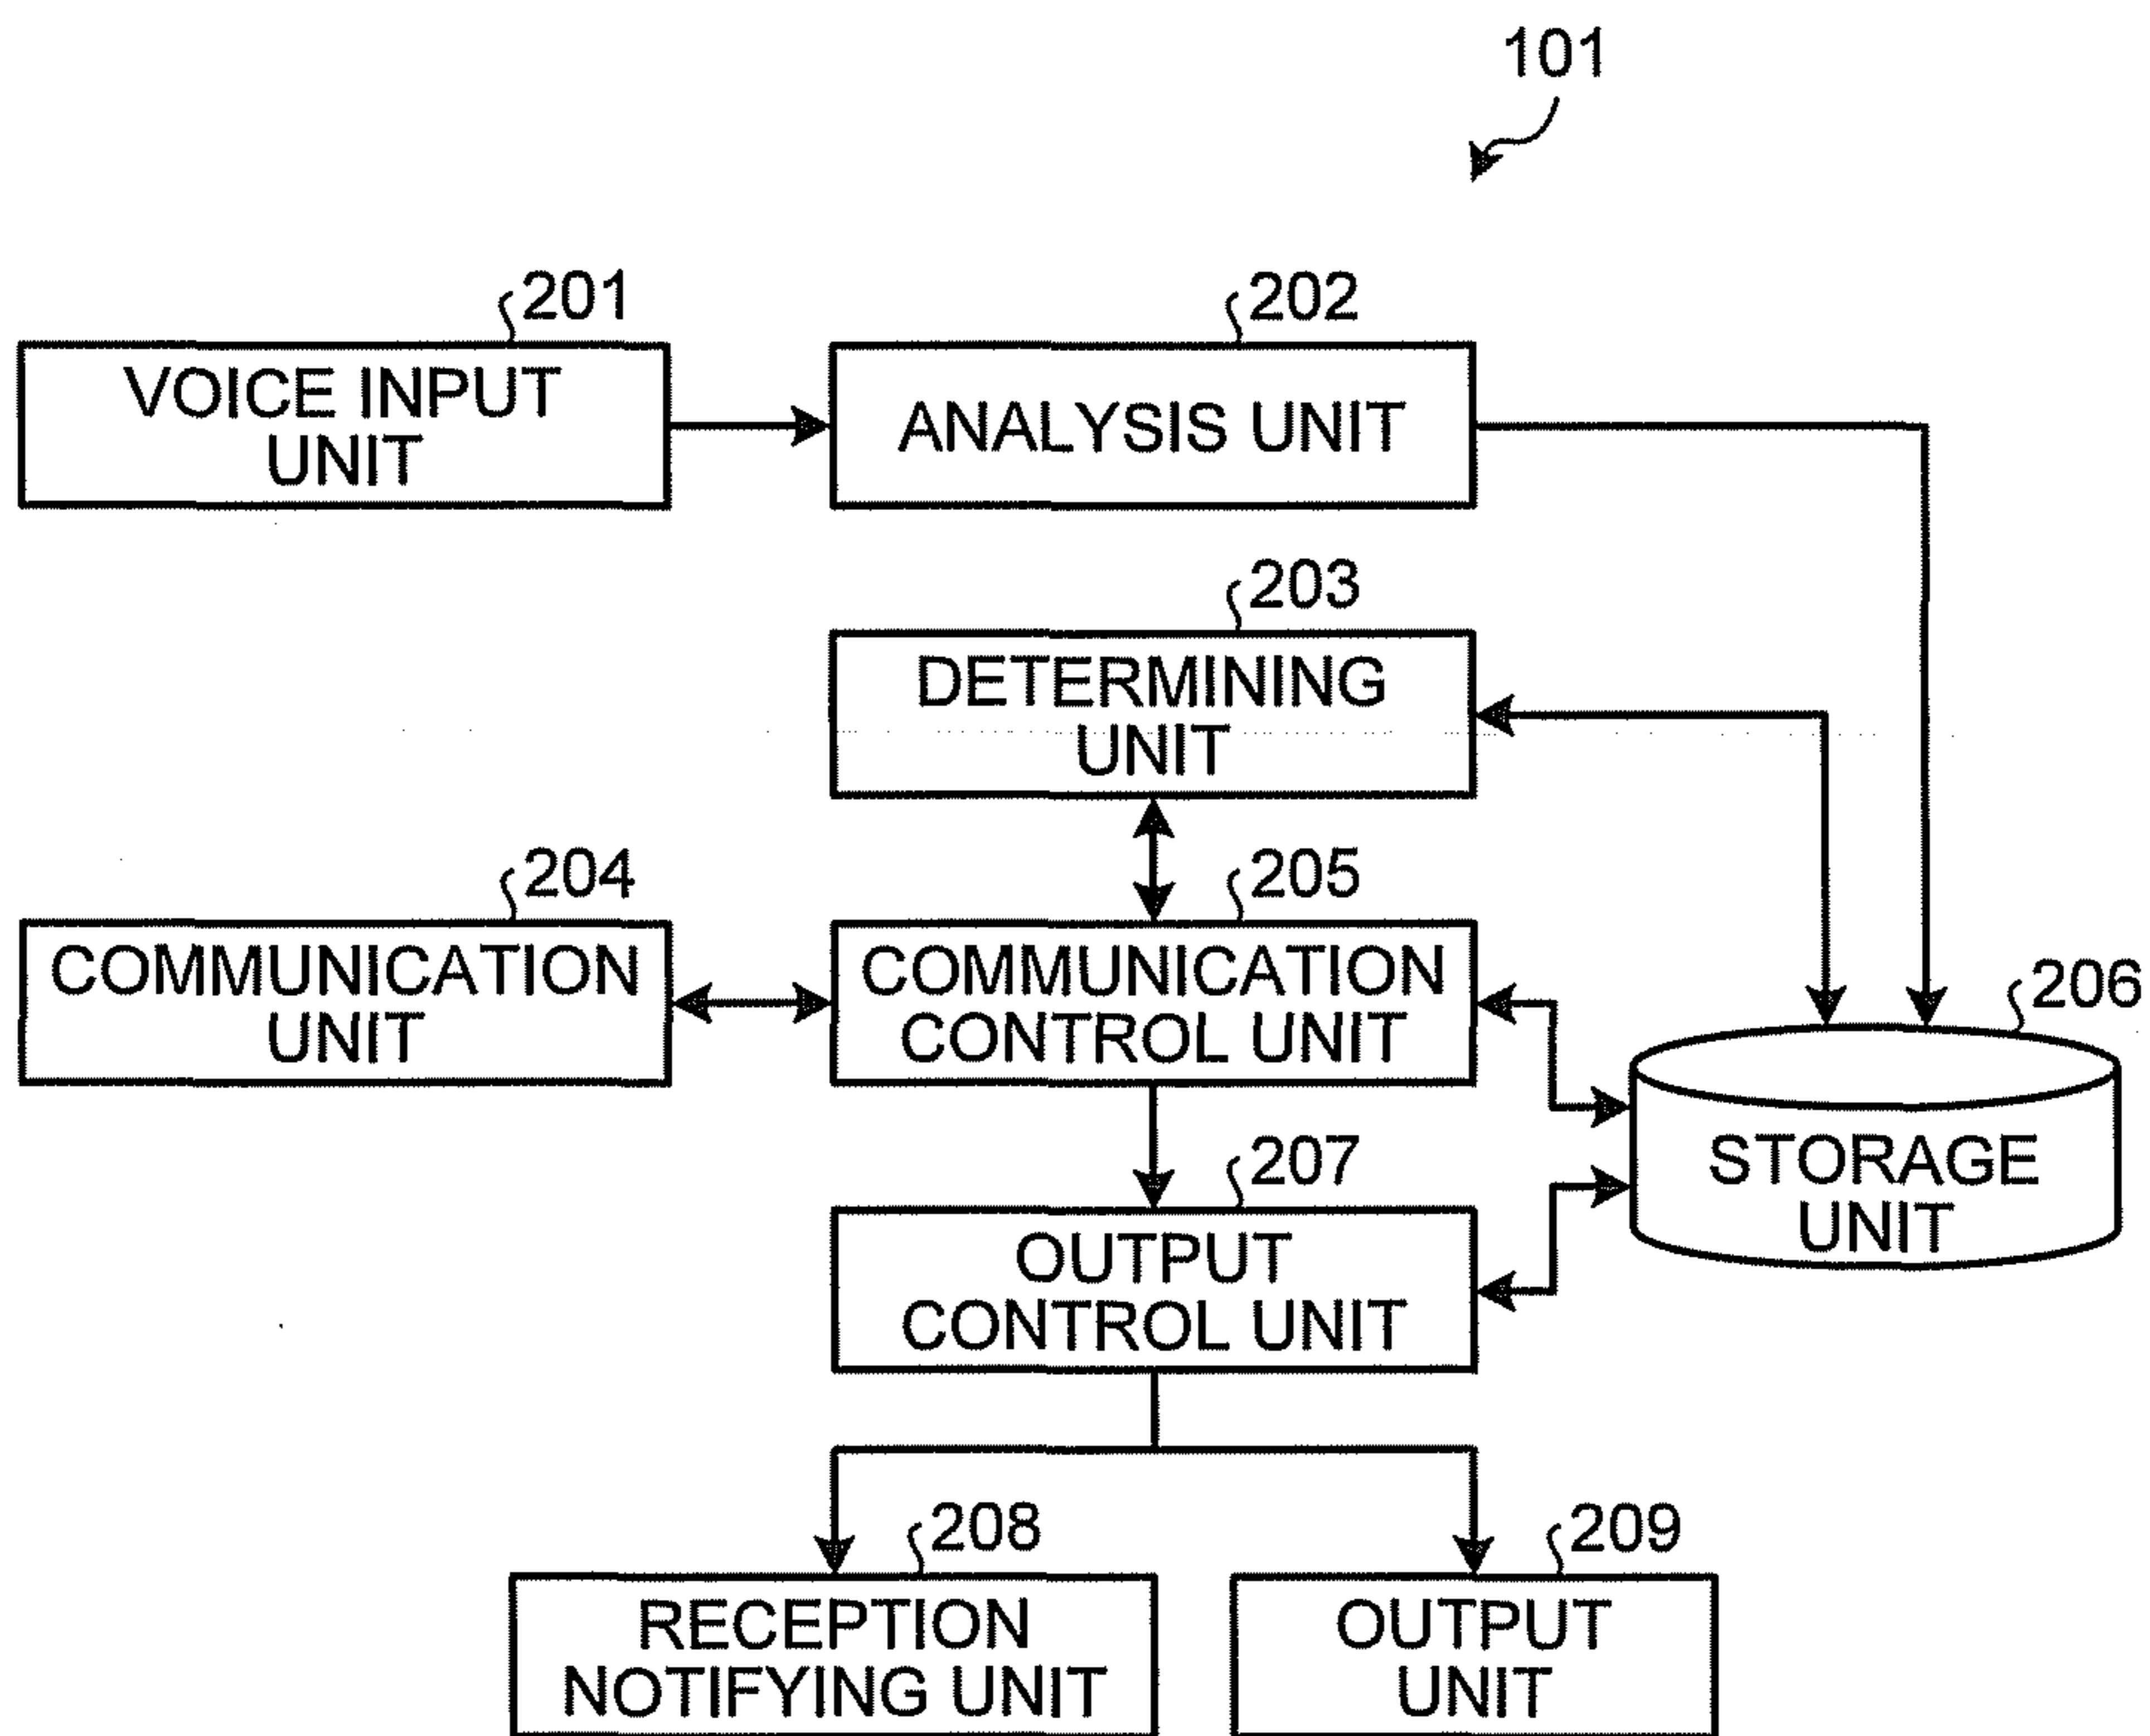 101
201
202
VOICE INPUT
UNIT
ANALYSIS UNIT
203
DETERMINING
UNIT
204
205
COMMUNICATION
UNIT
COMMUNICATION
CONTROL UNIT
206
STORAGE
UNIT
207
OUTPUT
CONTROL UNIT
208
209
RECEPTION
NOTIFYING UNIT
OUTPUT
UNIT